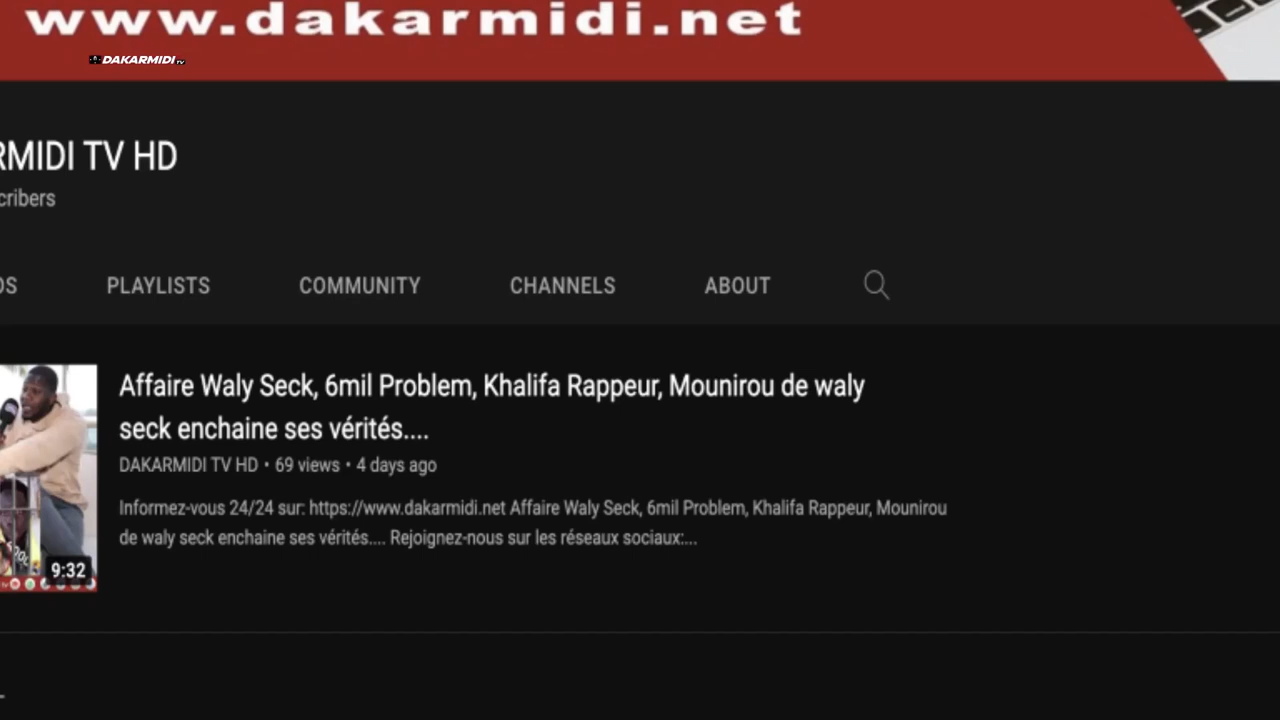 www.dakarmidi.net
DAKARMIDI TV
RMIDI TV HD
cribers
OS
PLAYLISTS
COMMUNITY
CHANNELS
ABOUT
Affaire Waly Seck, 6mil Problem, Khalifa Rappeur, Mounirou de waly
seck enchaine ses vérités....
DAKARMIDI TV HD • 69 views • 4 days ago
Informez-vous 24/24 sur: https://www.dakarmidi.net Affaire Waly Seck, 6mil Problem, Khalifa Rappeur, Mounirou
de waly seck enchaine ses vérités.... Rejoignez-nous sur les réseaux sociaux:...
9:32